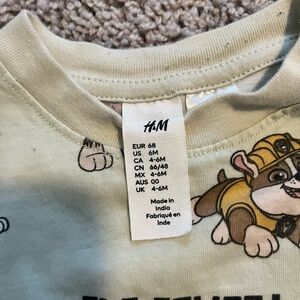 H&M
EUR 68
US 6M
CA 4-6M
CN 66/48
MX 4-6M
AUS 00
UK 4-6M
Made in
India
Fabriqué en
Inde